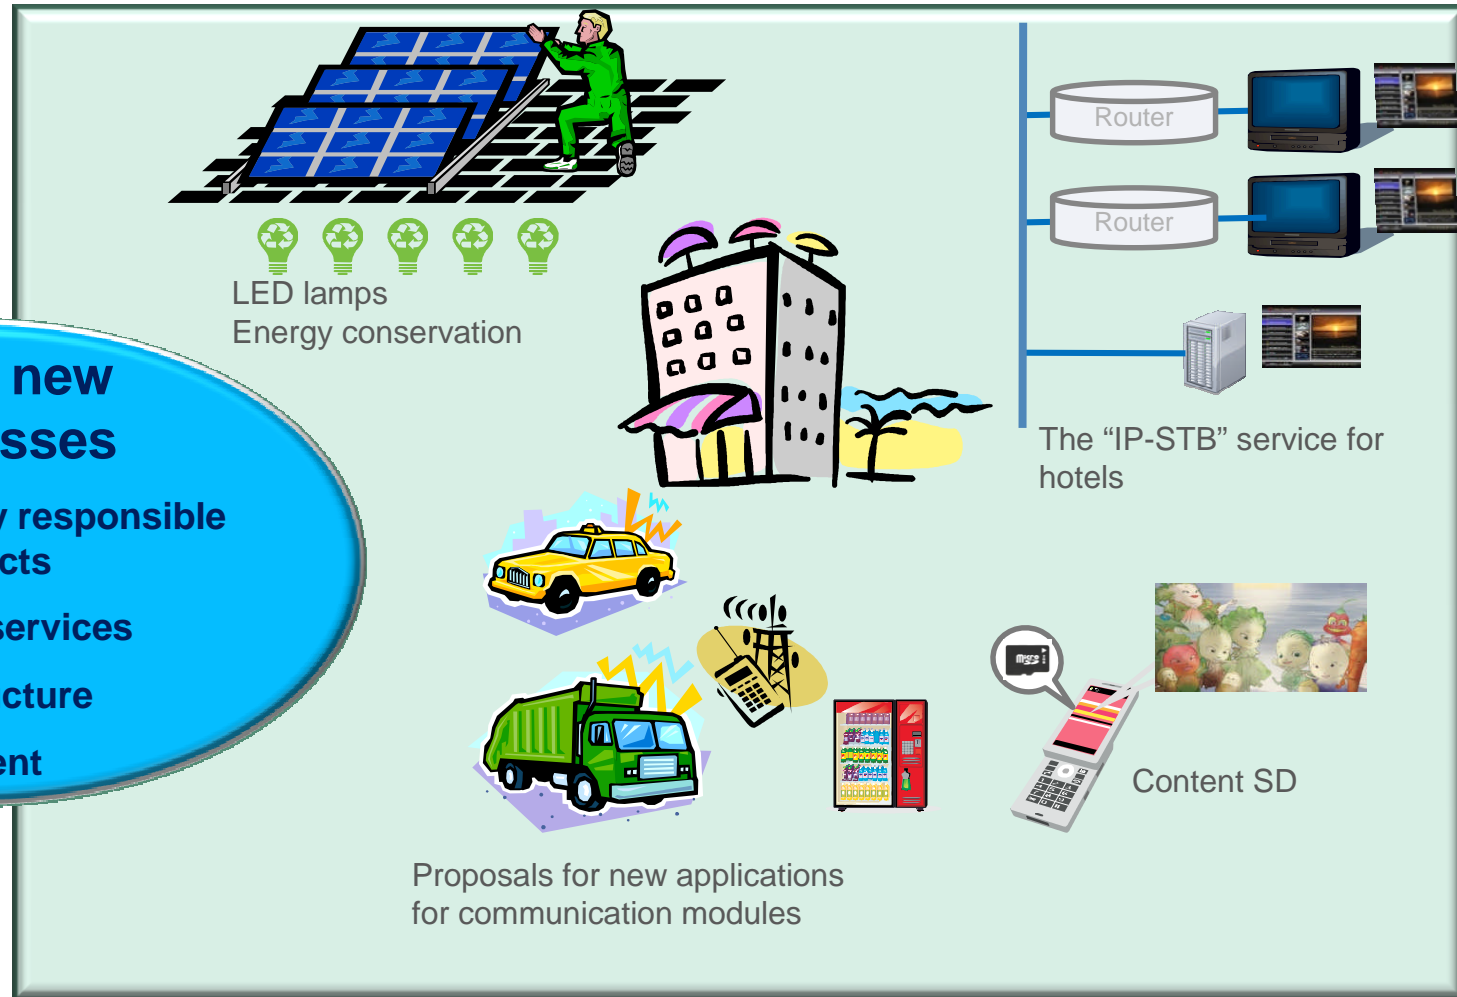 LED lamps
Energy conservation
Router
Router
The “IP-STB” service for
hotels
new
sses
y responsible
cts
services
cture
ent
micro
Content SD
Proposals for new applications
for communication modules